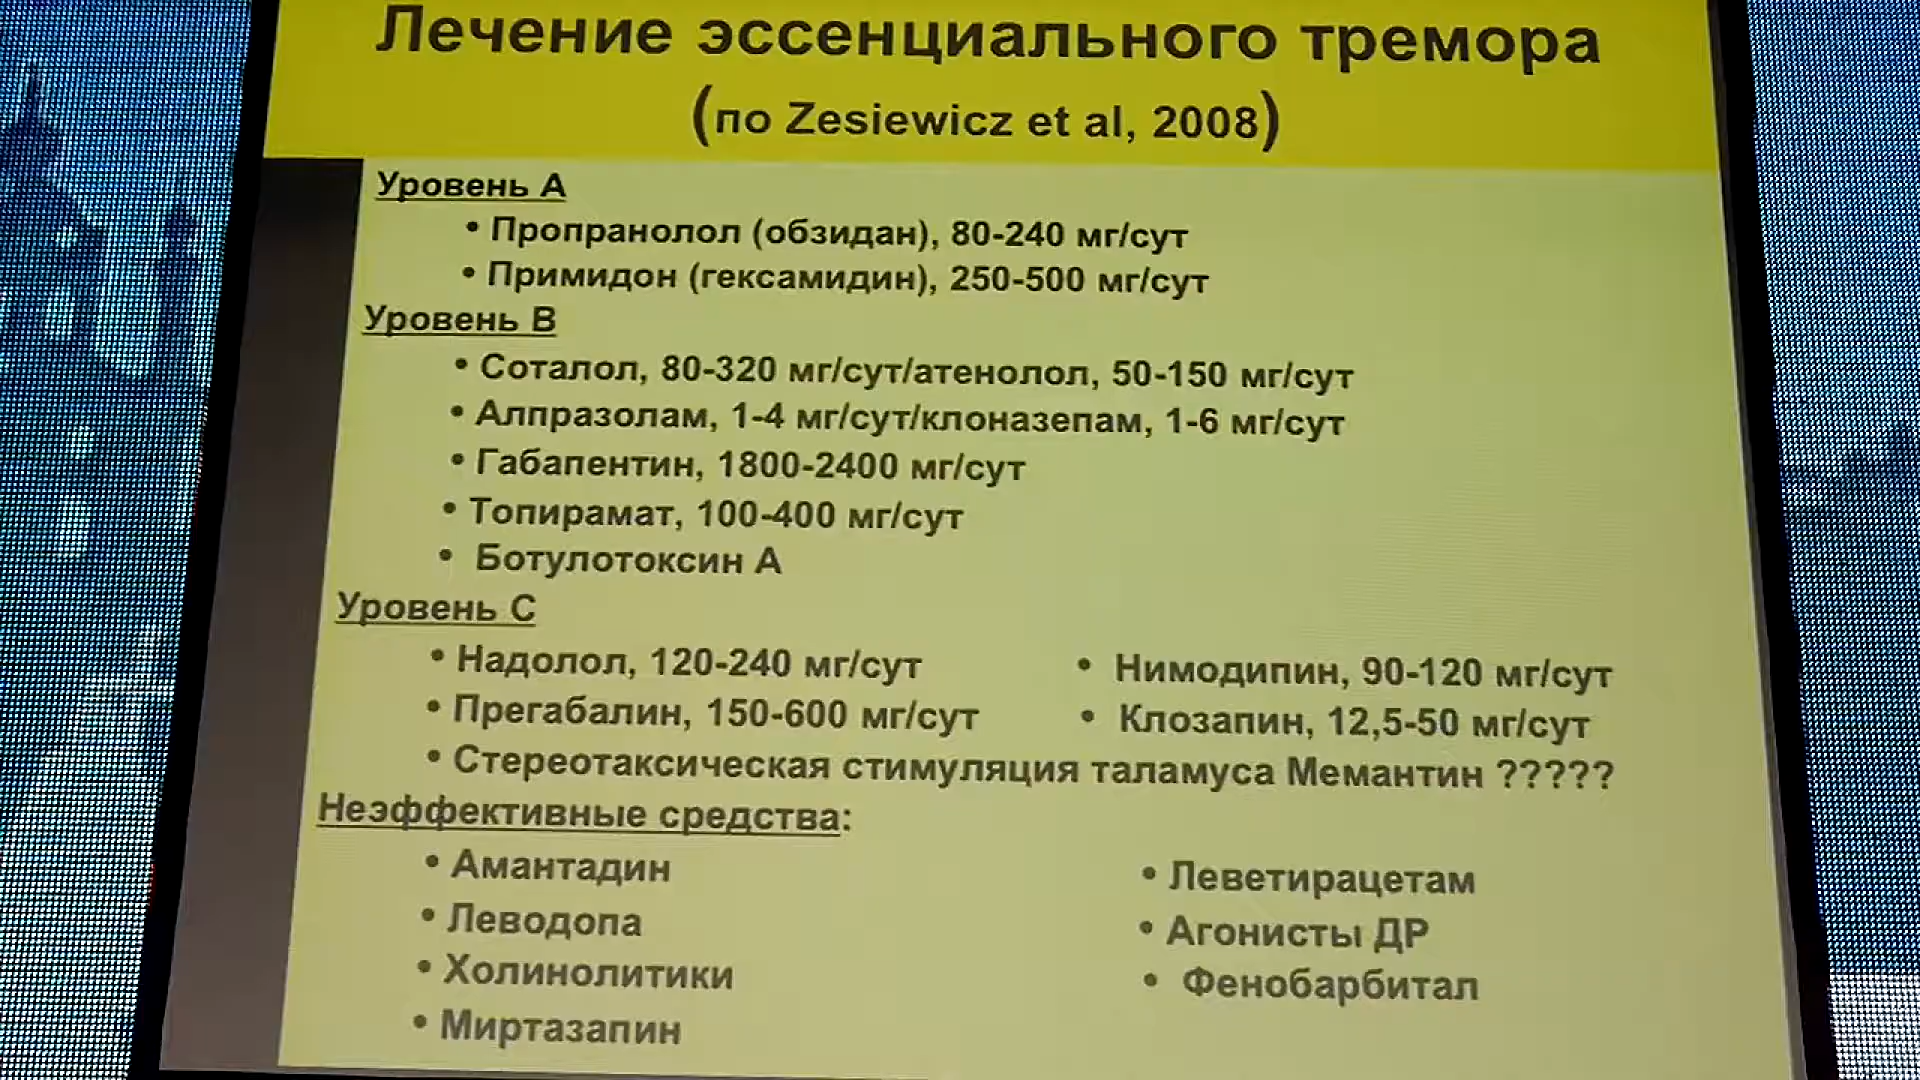 Лечение эссенциального тремора
(по Zesiewicz et al, 2008)
Уровень А
• Пропранолол (обзидан), 80-240 мг/сут
• Примидон (гексамидин), 250-500 мг/сут
Уровень В
• Соталол, 80-320 мг/сут/атенолол, 50-150 мг/сут
• Алпразолам, 1-4 мг/сут/клоназепам, 1-6 мг/сут
• Габапентин, 1800-2400 мг/сут
• Топирамат, 100-400 мг/сут
• Ботулотоксин А
Уровень С
• Надолол, 120-240 мг/сут
• Нимодипин, 90-120 мг/сут
• Прегабалин, 150-600 мг/сут
• Клозапин, 12,5-50 мг/сут
• Стереотаксическая стимуляция таламуса Мемантин ?????
Неэффективные средства:
• Амантадин
• Леветирацетам
• Леводопа
• Агонисты ДР
• Холинолитики
• Фенобарбитал
• Миртазапин